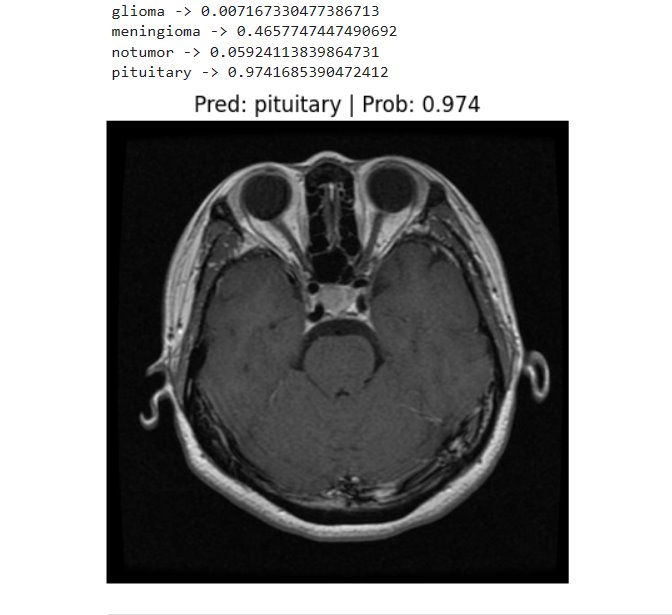 glioma -> 0.007167330477386713
meningioma -> 0.4657747447490692
notumor -> 0.05924113839864731
pituitary -> 0.9741685390472412
Pred: pituitary | Prob: 0.974